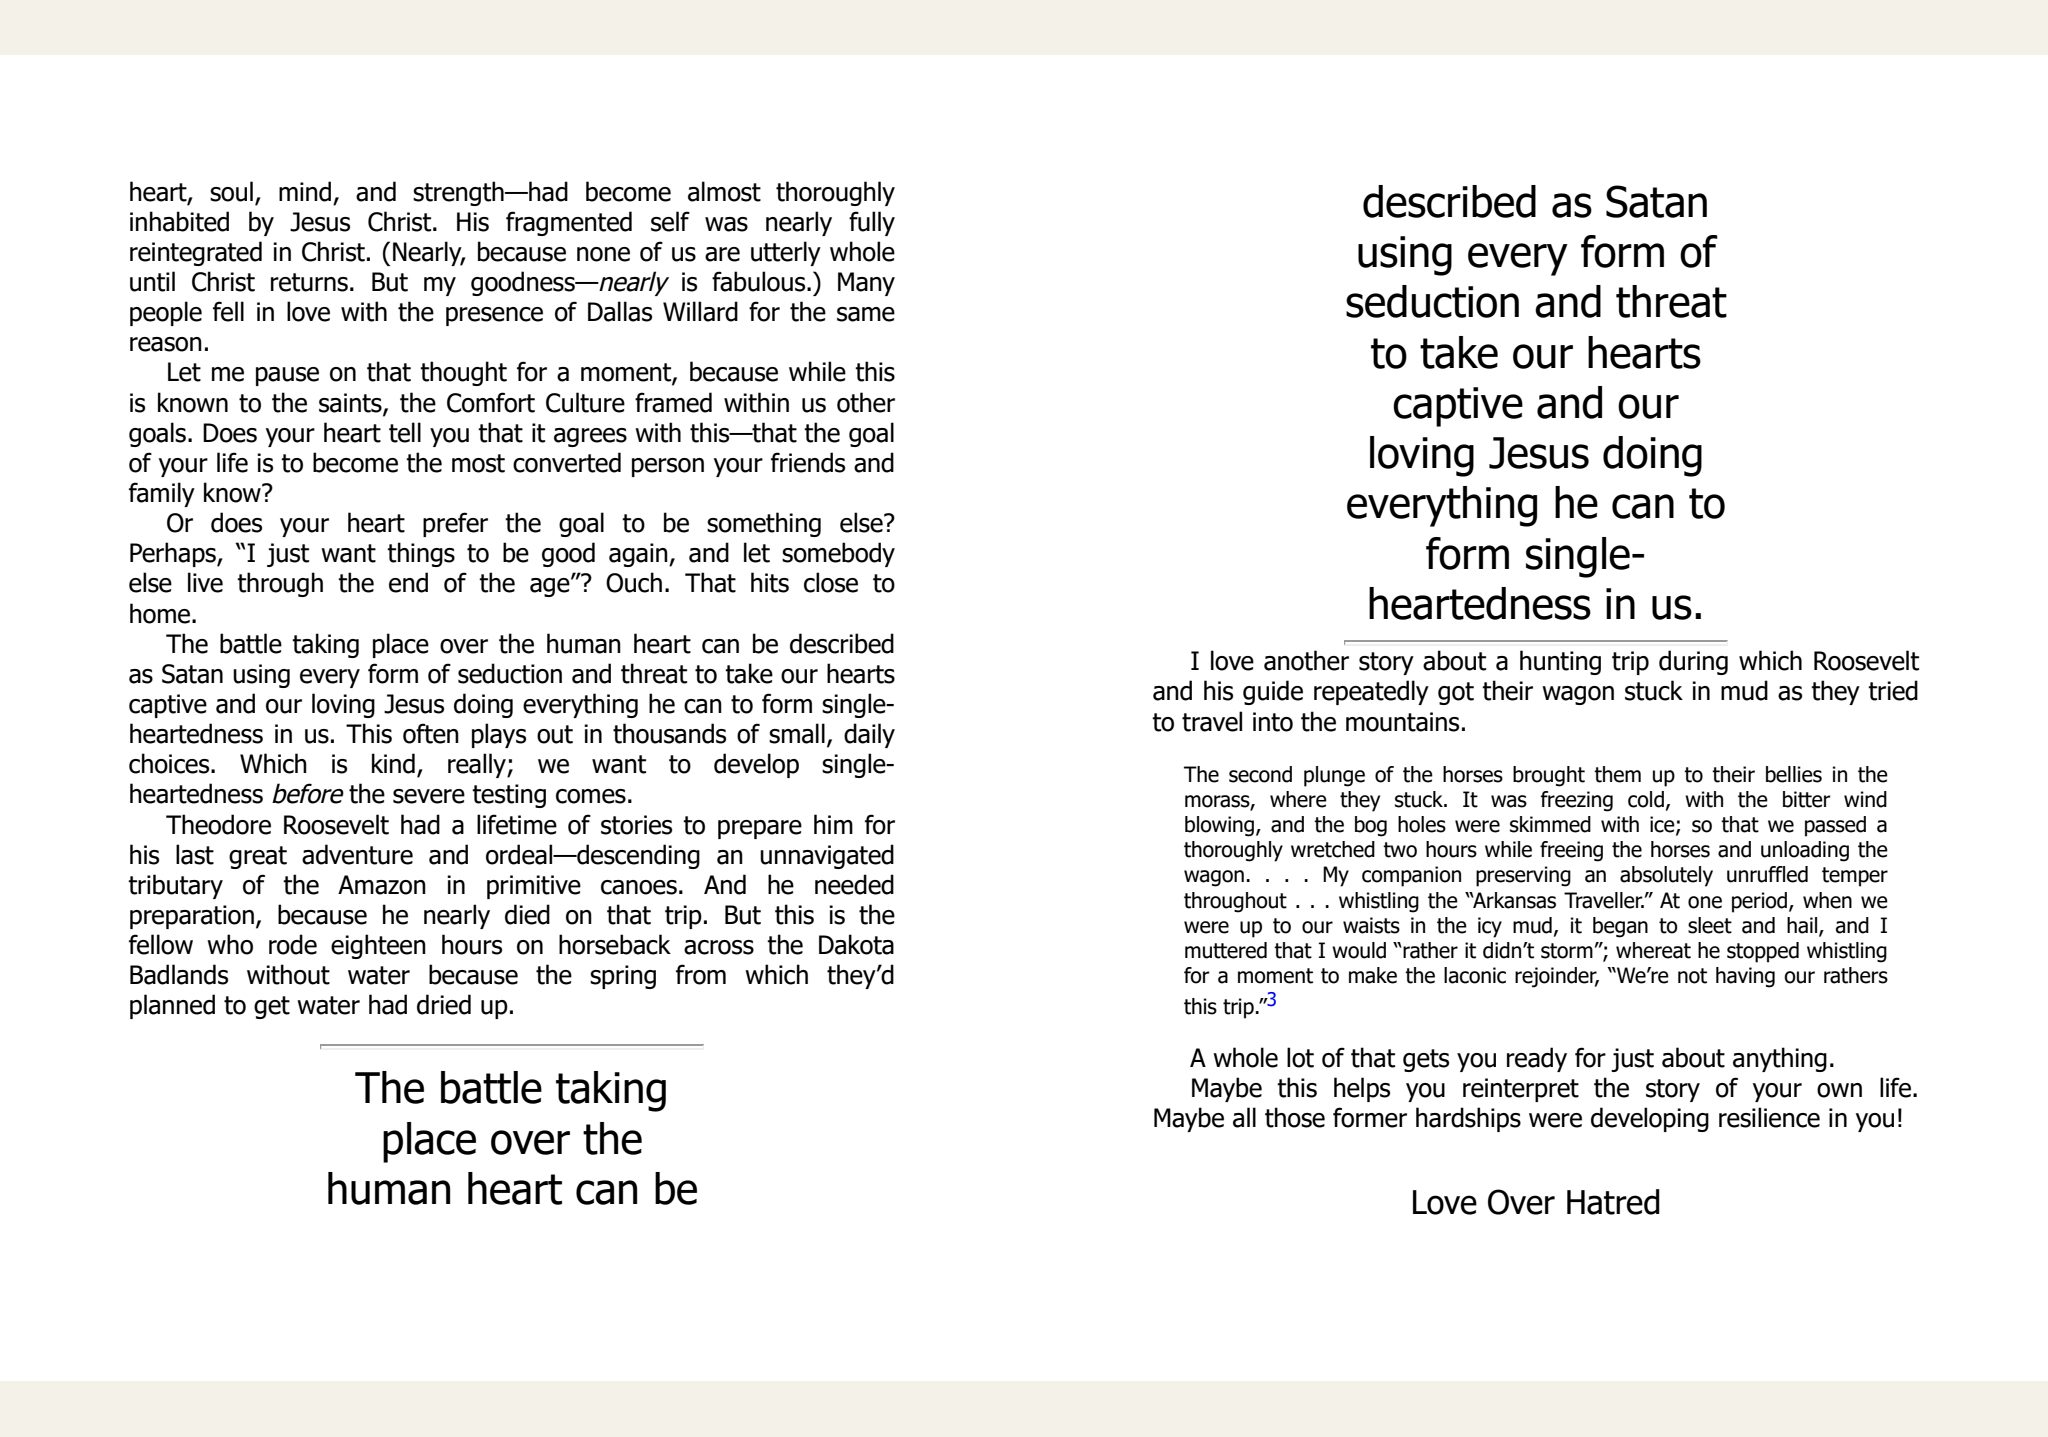 heart, soul, mind, and strength—had become almost thoroughly
inhabited by Jesus Christ. His fragmented self was nearly fully
reintegrated in Christ. (Nearly, because none of us are utterly whole
until Christ returns. But my goodness—nearly is fabulous.) Many
people fell in love with the presence of Dallas Willard for the same
reason.
Let me pause on that thought for a moment, because while this
is known to the saints, the Comfort Culture framed within us other
goals. Does your heart tell you that it agrees with this—that the goal
of your life is to become the most converted person your friends and
family know?
Or does your heart prefer the goal to be something else?
Perhaps, “I just want things to be good again, and let somebody
else live through the end of the age”? Ouch. That hits close to
home.
The battle taking place over the human heart can be described
as Satan using every form of seduction and threat to take our hearts
captive and our loving Jesus doing everything he can to form single-
heartedness in us. This often plays out in thousands of small, daily
choices. Which is kind, really; we want to develop single-
heartedness before the severe testing comes.
Theodore Roosevelt had a lifetime of stories to prepare him for
his last great adventure and ordeal—descending an unnavigated
tributary of the Amazon in primitive canoes. And he needed
preparation, because he nearly died on that trip. But this is the
fellow who rode eighteen hours on horseback across the Dakota
Badlands without water because the spring from which they’d
planned to get water had dried up.
The battle taking
place over the
human heart can be
described as Satan
using every form of
seduction and threat
to take our hearts
captive and our
loving Jesus doing
everything he can to
form single-
heartedness in us.
I love another story about a hunting trip during which Roosevelt
and his guide repeatedly got their wagon stuck in mud as they tried
to travel into the mountains.
The second plunge of the horses brought them up to their bellies in the
morass, where they stuck. It was freezing cold, with the bitter wind
blowing, and the bog holes were skimmed with ice; so that we passed a
thoroughly wretched two hours while freeing the horses and unloading the
wagon. . . . My companion preserving an absolutely unruffled temper
throughout . . . whistling the “Arkansas Traveller.” At one period, when we
were up to our waists in the icy mud, it began to sleet and hail, and I
muttered that I would “rather it didn’t storm”; whereat he stopped whistling
for a moment to make the laconic rejoinder, “We’re not having our rathers
this trip.”3
A whole lot of that gets you ready for just about anything.
Maybe this helps you reinterpret the story of your own life.
Maybe all those former hardships were developing resilience in you!
Love Over Hatred